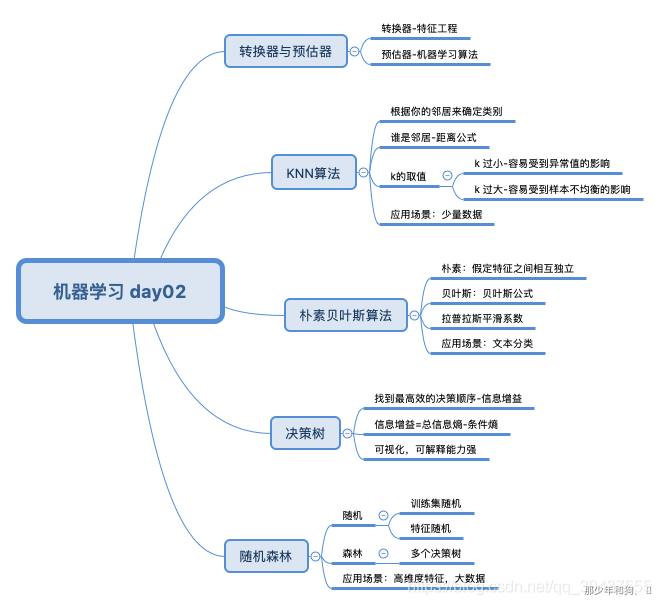 机器学习 day02
转换器与预估器
转换器-特征工程
预估器-机器学习算法
KNN算法
根据你的邻居来确定类别
谁是邻居-距离公式
k的取值
k 过小-容易受到异常值的影响
k 过大-容易受到样本不均衡的影响
应用场景：少量数据
朴素贝叶斯算法
朴素：假定特征之间相互独立
贝叶斯：贝叶斯公式
拉普拉斯平滑系数
应用场景：文本分类
决策树
找到最高效的决策顺序-信息增益
信息增益=总信息熵-条件熵
可视化，可解释能力强
随机森林
随机
训练集随机
特征随机
森林
多个决策树
应用场景：高维度特征，大数据
那少年和狗、